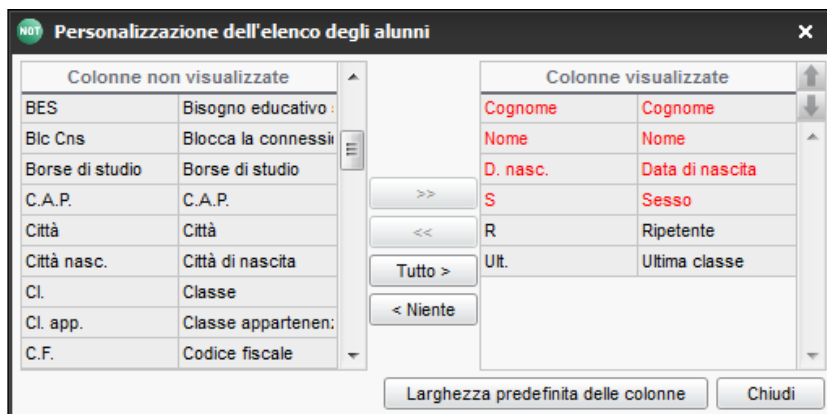 NOT Personalizzazione dell'elenco degli alunni
Colonne non visualizzate
BES Bisogno educativo
Blc Cns Blocca la
Borse di studio Borse di studio
C.A.P. C.A.P.
Città Città
Città nasc. Città di nascita
Cl. Classe
Cl. app. Classe
C.F. Codice fiscale
>>
<<
Tutto >
< Niente
Colonne visualizzate
Cognome Cognome
Nome Nome
D. nasc. Data di nascita
S Sesso
R Ripetente
Ult. Ultima classe
Larghezza predefinita delle colonne Chiudi